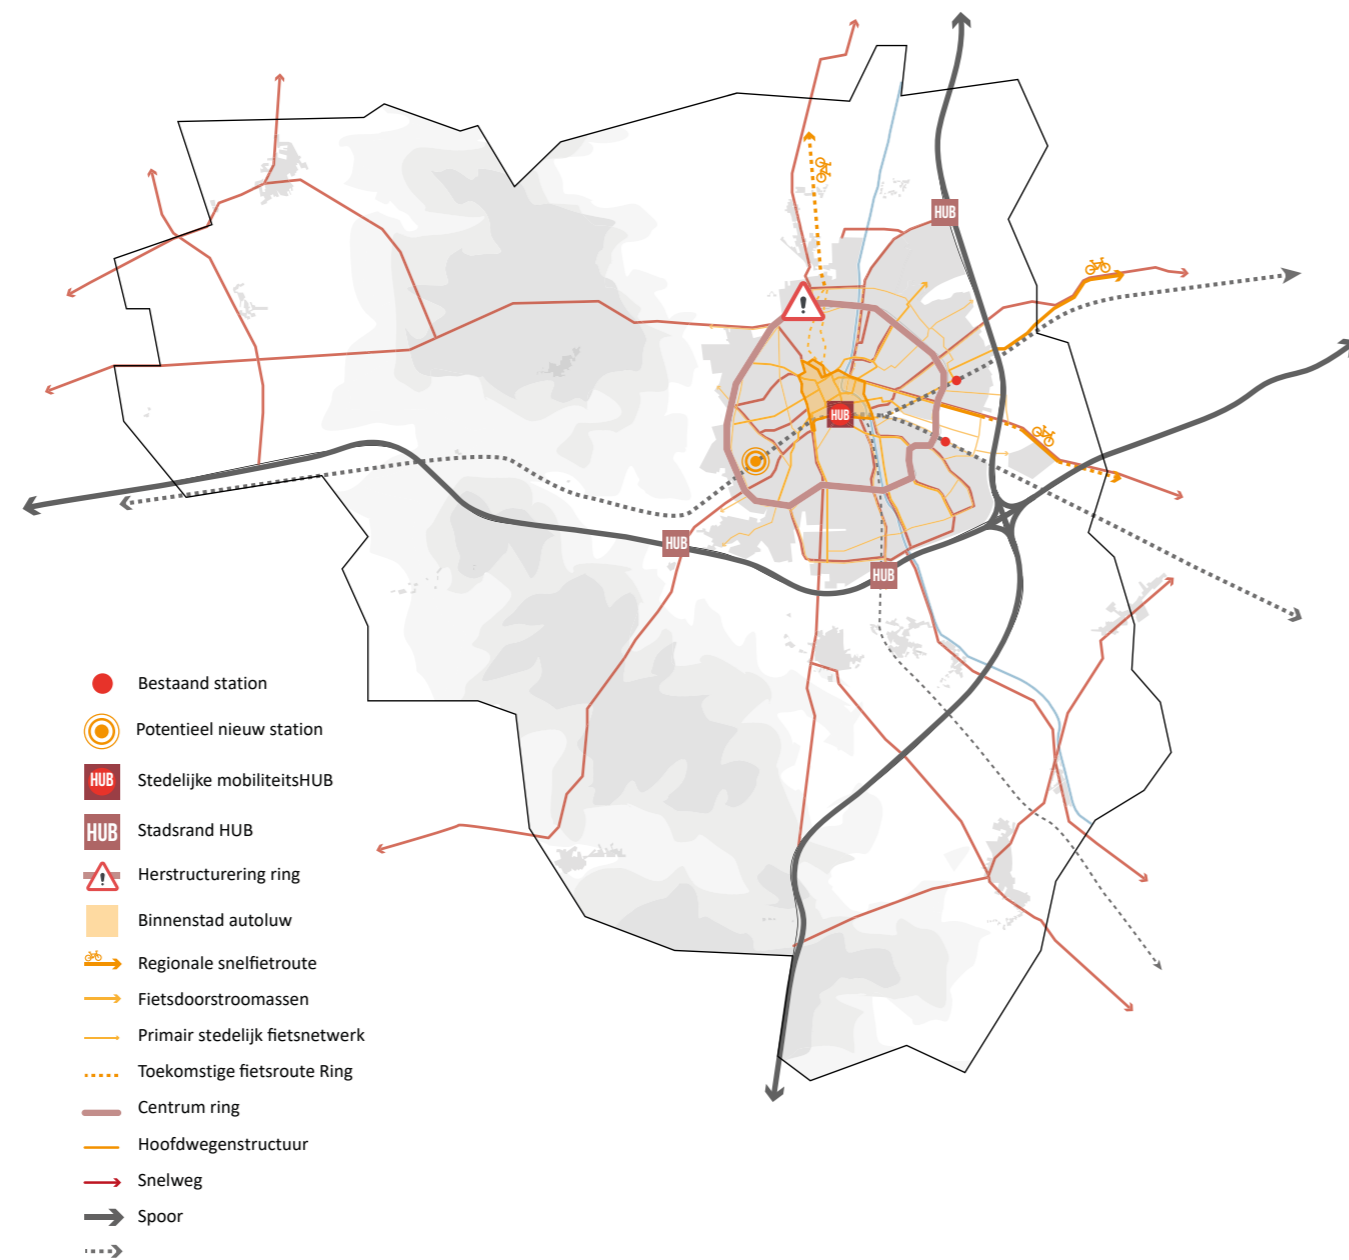 HUB
!
HUB
HUB
HUB
Bestaand station
Potentieel nieuw station
HUB Stedelijke mobiliteitsHUB
HUB Stadsrand HUB
! Herstructurering ring
Binnenstad autoluw
Regionale snelfietroute
Fietsdoorstroomassen
Primair stedelijk fietsnetwerk
Toekomstige fietsroute Ring
Centrum ring
Hoofdwegenstructuur
Snelweg
Spoor